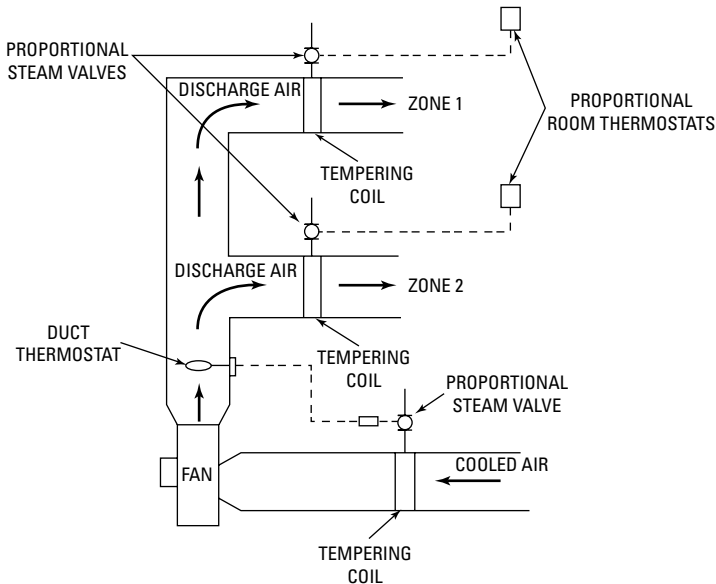 PROPORTIONAL
STEAM VALVES
DISCHARGE AIR
ZONE 1
PROPORTIONAL
ROOM THERMOSTATS
TEMPERING
COIL
DISCHARGE AIR
ZONE 2
DUCT
THERMOSTAT
TEMPERING
COIL
PROPORTIONAL
STEAM VALVE
FAN
COOLED AIR
TEMPERING
COIL